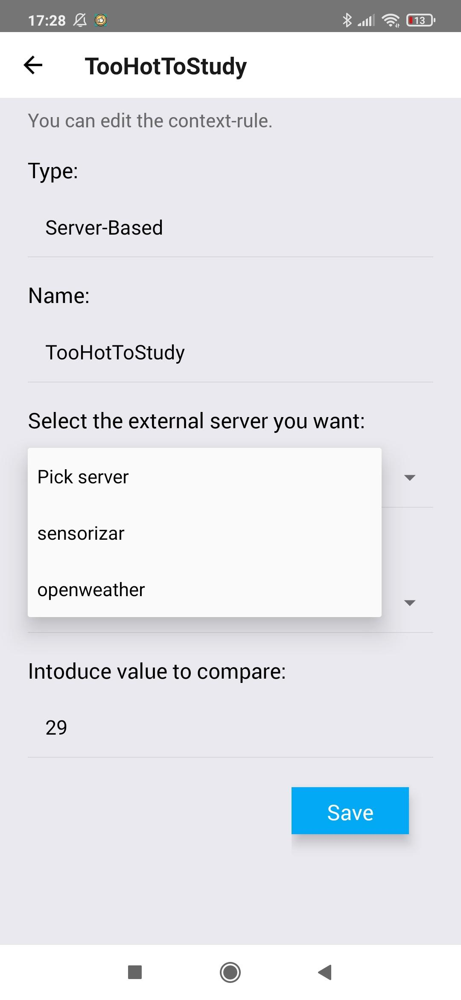 17:28 13
TooHotToStudy
You can edit the context-rule.
Type:
Server-Based
Name:
TooHotToStudy
Select the external server you want:
Pick server
sensorizar
openweather
Intoduce value to compare:
29
Save